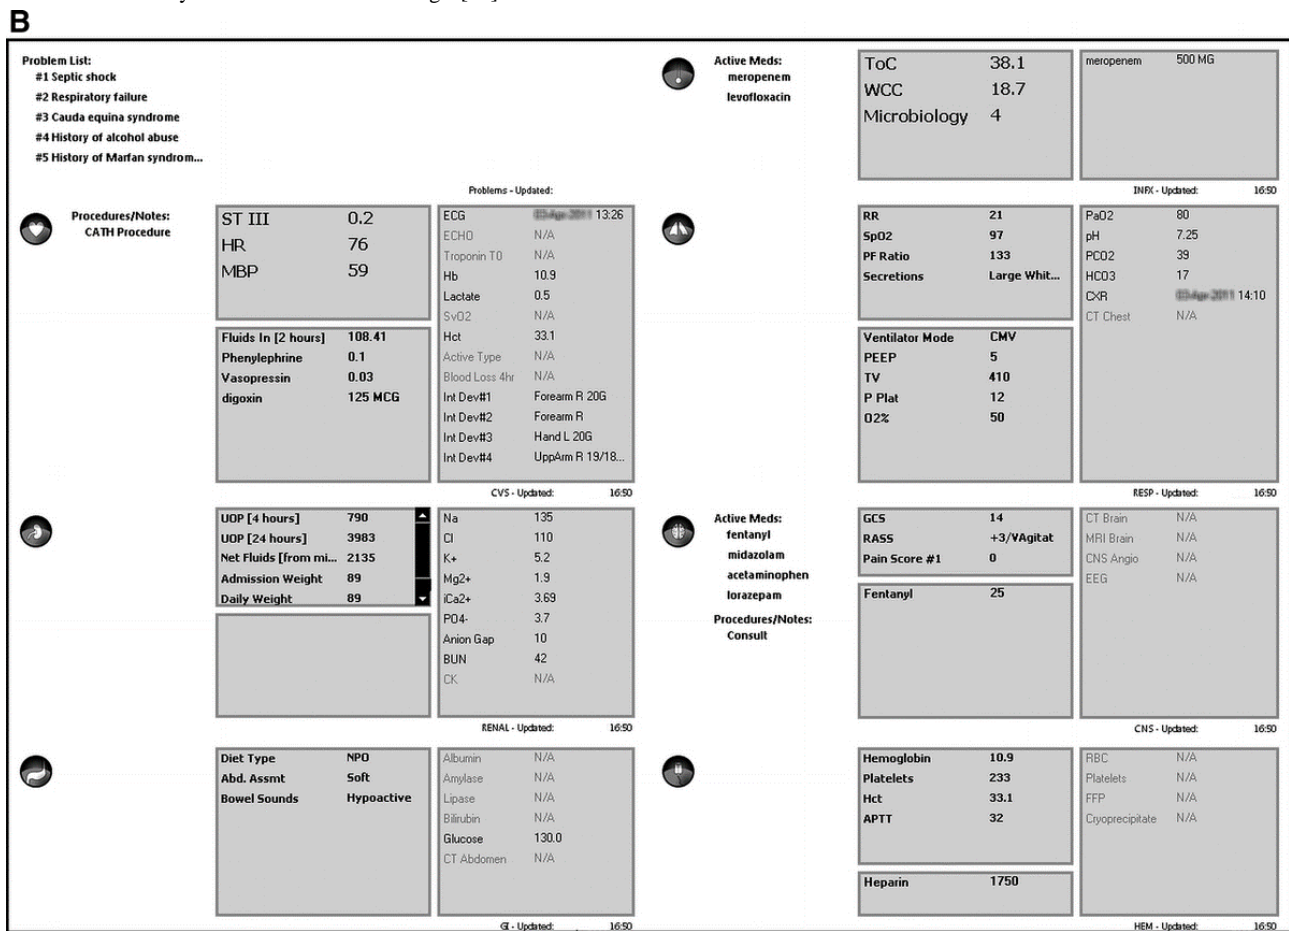 B
Problem List:
#1 Septic shock
#2 Respiratory failure
#3 Cauda equina syndrome
#4 History of alcohol abuse
#5 History of Marfan syndrom...
Problems - Updated:
Active Meds:
meropenem
levofloxacin
ToC 38.1
WCC 18.7
Microbiology 4
meropenem 500 MG
INFX - Updated: 16:50
Procedures/Notes:
CATH Procedure
ST III 0.2
HR 76
MBP 59
Fluids In [2 hours] 108.41
Phenylephrine 0.1
Vasopressin 0.03
digoxin 125 MCG
ECG 03-Apr-2011 13:26
ECHO N/A
Troponin T0 N/A
Hb 10.9
Lactate 0.5
SvO2 N/A
Hct 33.1
Active Type N/A
Blood Loss 4hr N/A
Int Dev#1 Forearm R 20G
Int Dev#2 Forearm R
Int Dev#3 Hand L 20G
Int Dev#4 UppArm R 19/18...
CVS - Updated: 16:50
RR 21
SpO2 97
PF Ratio 133
Secretions Large Whit...
Ventilator Mode CMV
PEEP 5
TV 410
P Plat 12
O2% 50
PaO2 80
pH 7.25
PCO2 39
HCO3 17
CXR 03-Apr-2011 14:10
CT Chest N/A
RESP - Updated: 16:50
UOP [4 hours] 790
UOP [24 hours] 3983
Net Fluids [from mi... 2135
Admission Weight 89
Daily Weight 89
Na 135
Cl 110
K+ 5.2
Mg2+ 1.9
iCa2+ 3.69
PO4- 3.7
Anion Gap 10
BUN 42
CK N/A
RENAL - Updated: 16:50
Active Meds:
fentanyl
midazolam
acetaminophen
lorazepam
Procedures/Notes:
Consult
GCS 14
RASS +3/VAgitat
Pain Score #1 0
Fentanyl 25
CT Brain N/A
MRI Brain N/A
CNS Angio N/A
EEG N/A
CNS - Updated: 16:50
Diet Type NPO
Abd. Assmt Soft
Bowel Sounds Hypoactive
Albumin N/A
Amylase N/A
Lipase N/A
Bilirubin N/A
Glucose 130.0
CT Abdomen N/A
GI - Updated: 16:50
Hemoglobin 10.9
Platelets 233
Hct 33.1
APTT 32
Heparin 1750
RBC N/A
Platelets N/A
FFP N/A
Cryoprecipitate N/A
HEM - Updated: 16:50